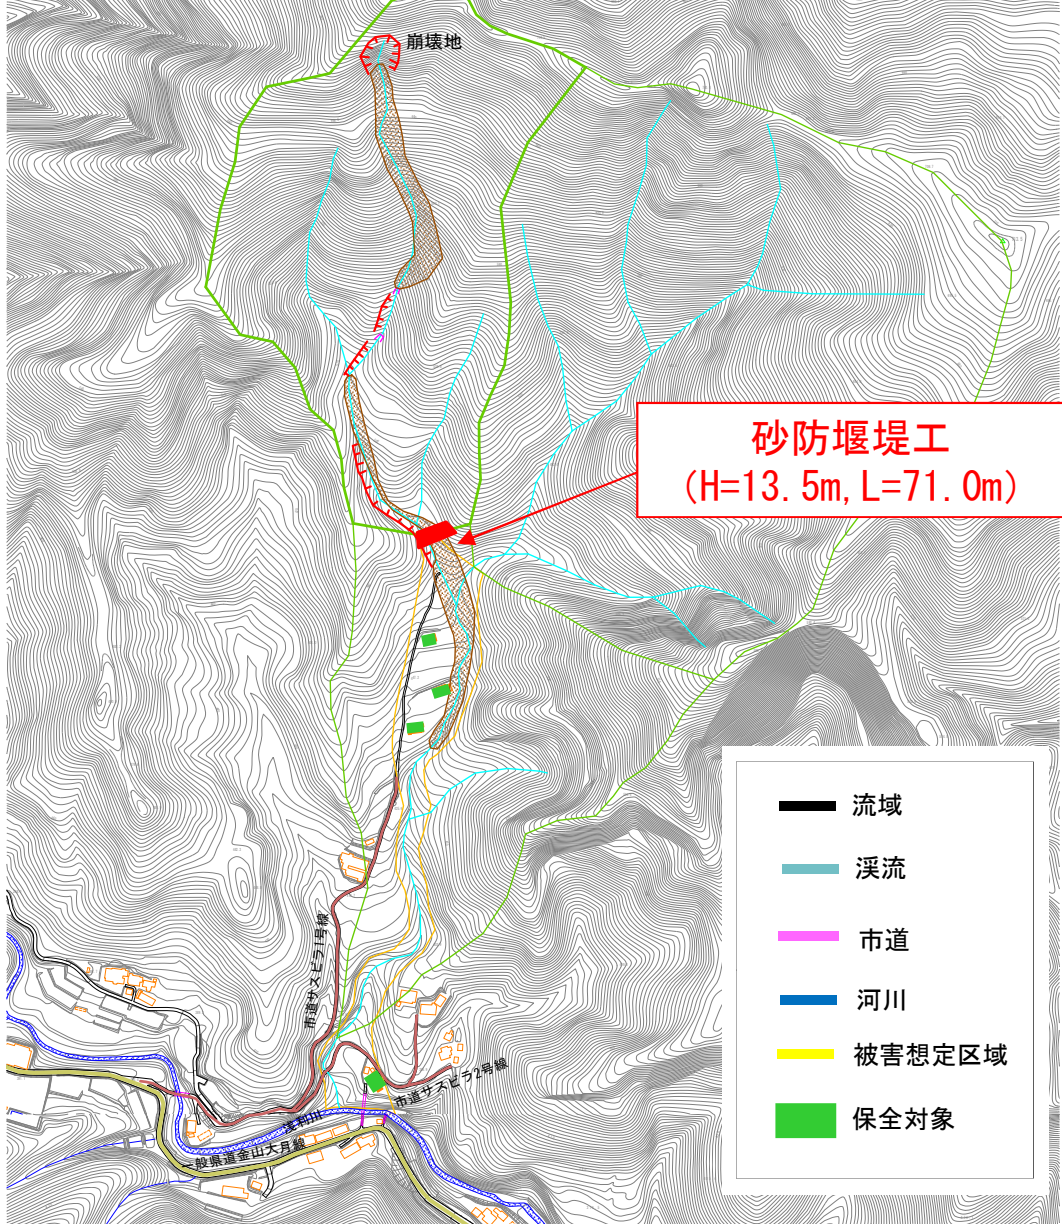 崩壊地
砂防堰堤工
(H=13.5m,L=71.0m)
流域
渓流
市道
河川
被害想定区域
保全対象
市道サスビラ1号線
市道サスビラ2号線
浅利川
一般県道金山大月線